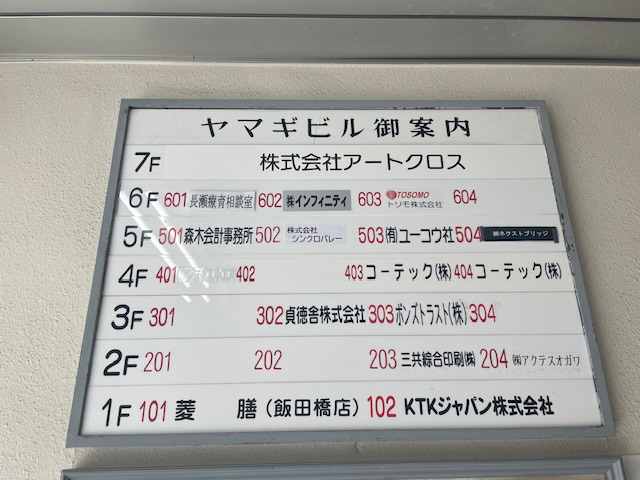 ヤマギビル御案内
7F 株式会社アートクロス
6F 601 長瀬療育相談室 602 ㈱インフィニティ 603 TOSOMO トソモ株式会社 604
5F 501 森木会計事務所 502 株式会社シンクロバレー 503 (有)ユーコウ社 504 ㈱ネクストブリッジ
4F 401 402 403 コーテック(株) 404 コーテック(株)
3F 301 302 貞徳舎株式会社 303 ボンズトラスト(株) 304
2F 201 202 203 三共綜合印刷㈱ 204 ㈱アクテスオガワ
1F 101 菱膳(飯田橋店) 102 KTKジャパン株式会社